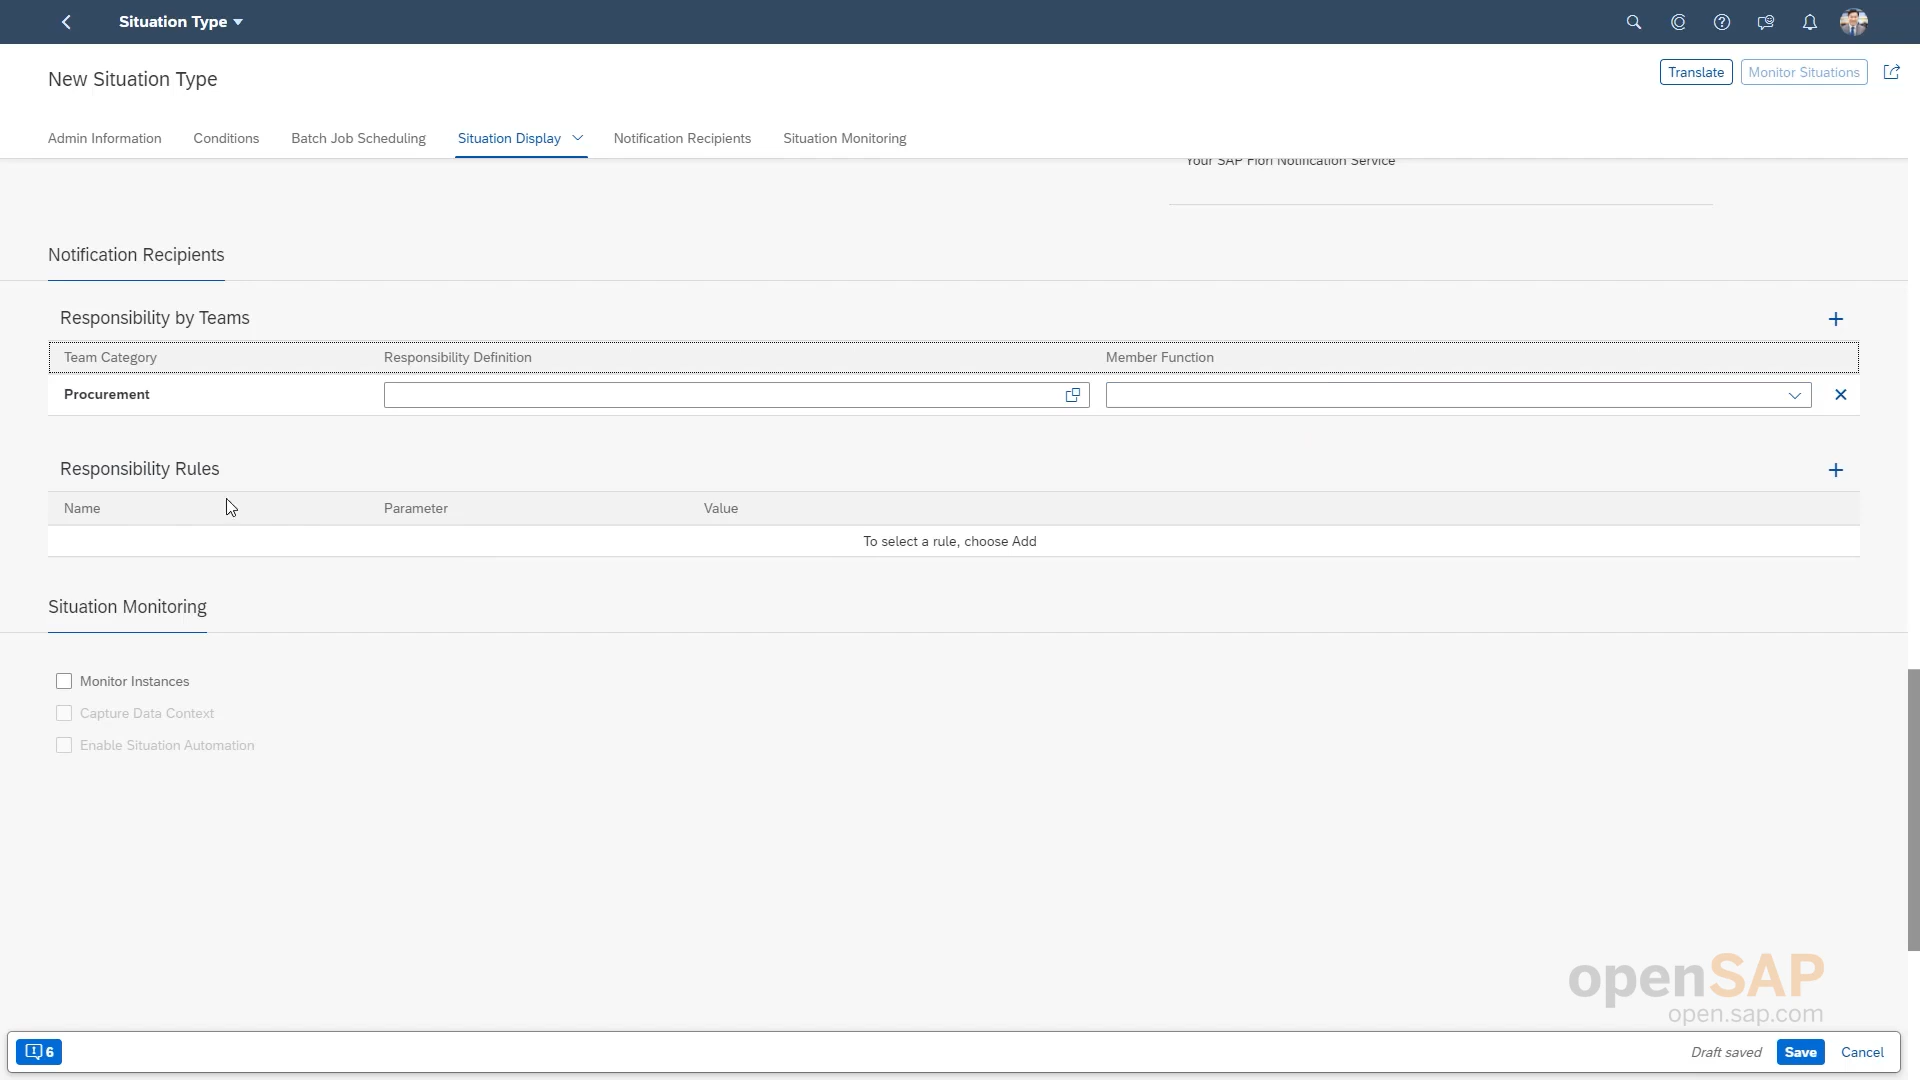 Situation Type
New Situation Type
Translate
Monitor Situations
Admin Information
Conditions
Batch Job Scheduling
Situation Display
Notification Recipients
Situation Monitoring
Your SAP Fiori Notification Service
Notification Recipients
Responsibility by Teams
Team Category
Responsibility Definition
Member Function
Procurement
Responsibility Rules
Name
Parameter
Value
To select a rule, choose Add
Situation Monitoring
Monitor Instances
Capture Data Context
Enable Situation Automation
openSAP
open.sap.com
6
Draft saved
Save
Cancel